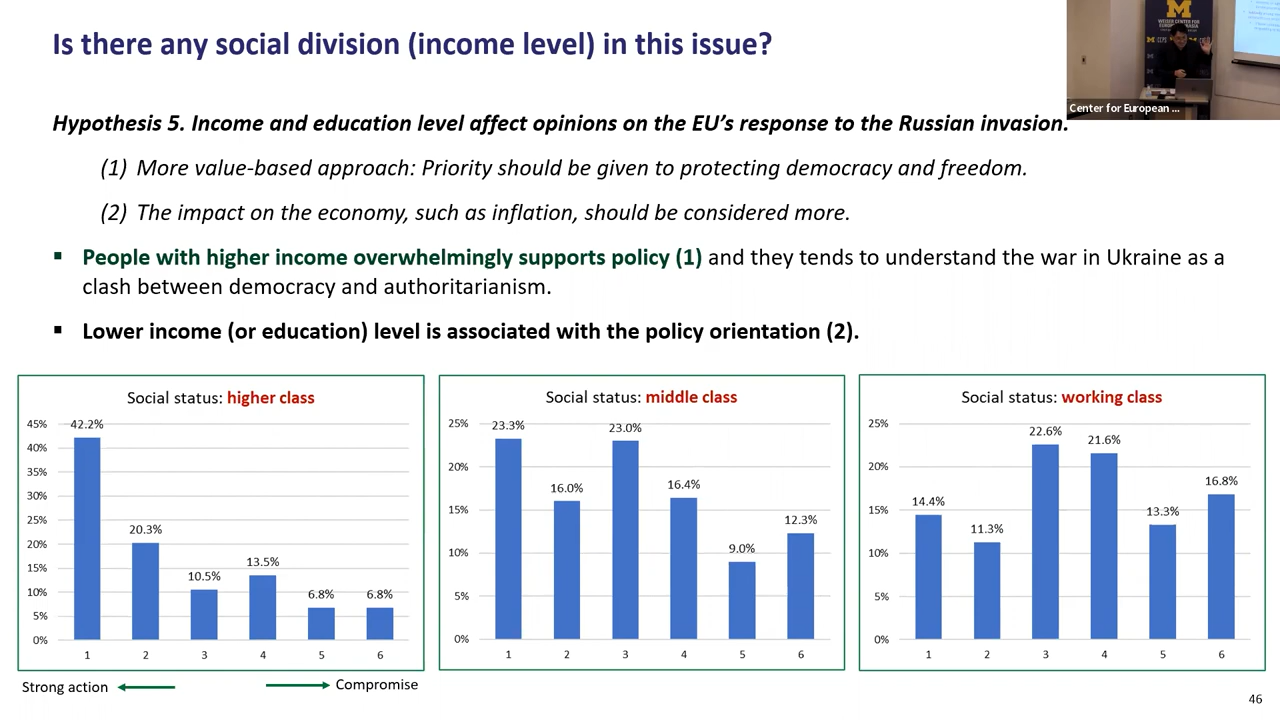 Is there any social division (income level) in this issue?
WEISER CENTER FOR
Center for European ...
Hypothesis 5. Income and education level affect opinions on the EU's response to the Russian invasion.
(1) More value-based approach: Priority should be given to protecting democracy and freedom.
(2) The impact on the economy, such as inflation, should be considered more.
▪ People with higher income overwhelmingly supports policy (1) and they tends to understand the war in Ukraine as a
clash between democracy and authoritarianism.
▪ Lower income (or education) level is associated with the policy orientation (2).
Social status: higher class
45%
40%
35%
30%
25%
20%
15%
10%
5%
0%
42.2%
20.3%
10.5%
13.5%
6.8%
6.8%
1 2 3 4 5 6
Strong action
Compromise
Social status: middle class
25%
20%
15%
10%
5%
0%
23.3%
16.0%
23.0%
16.4%
9.0%
12.3%
1 2 3 4 5 6
Social status: working class
25%
20%
15%
10%
5%
0%
14.4%
11.3%
22.6%
21.6%
13.3%
16.8%
1 2 3 4 5 6
46